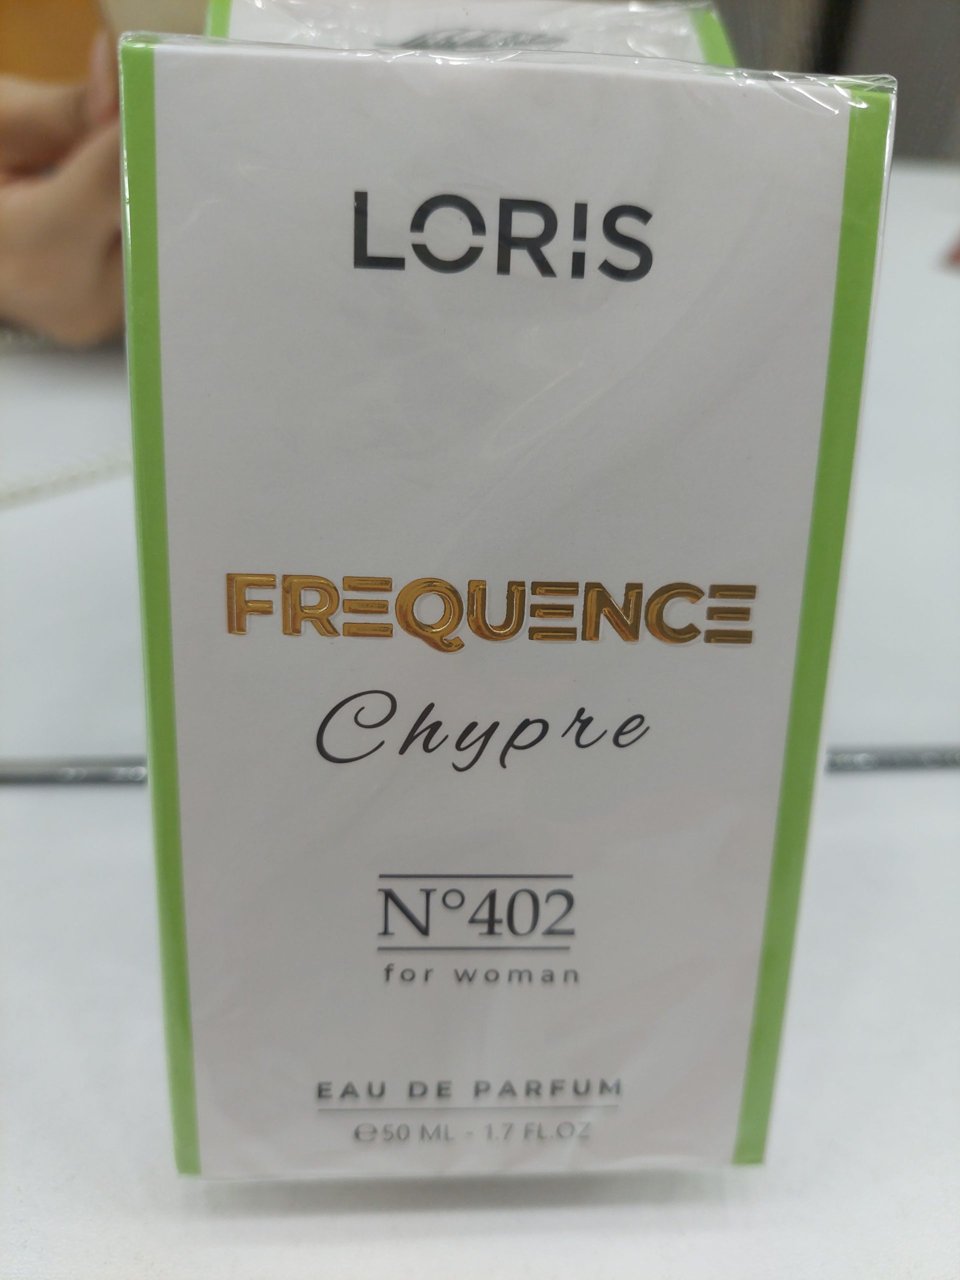 LORIS
FREQUENCE
Chypre
N°402
for woman
EAU DE PARFUM
℮50 ML - 1.7 FL.OZ